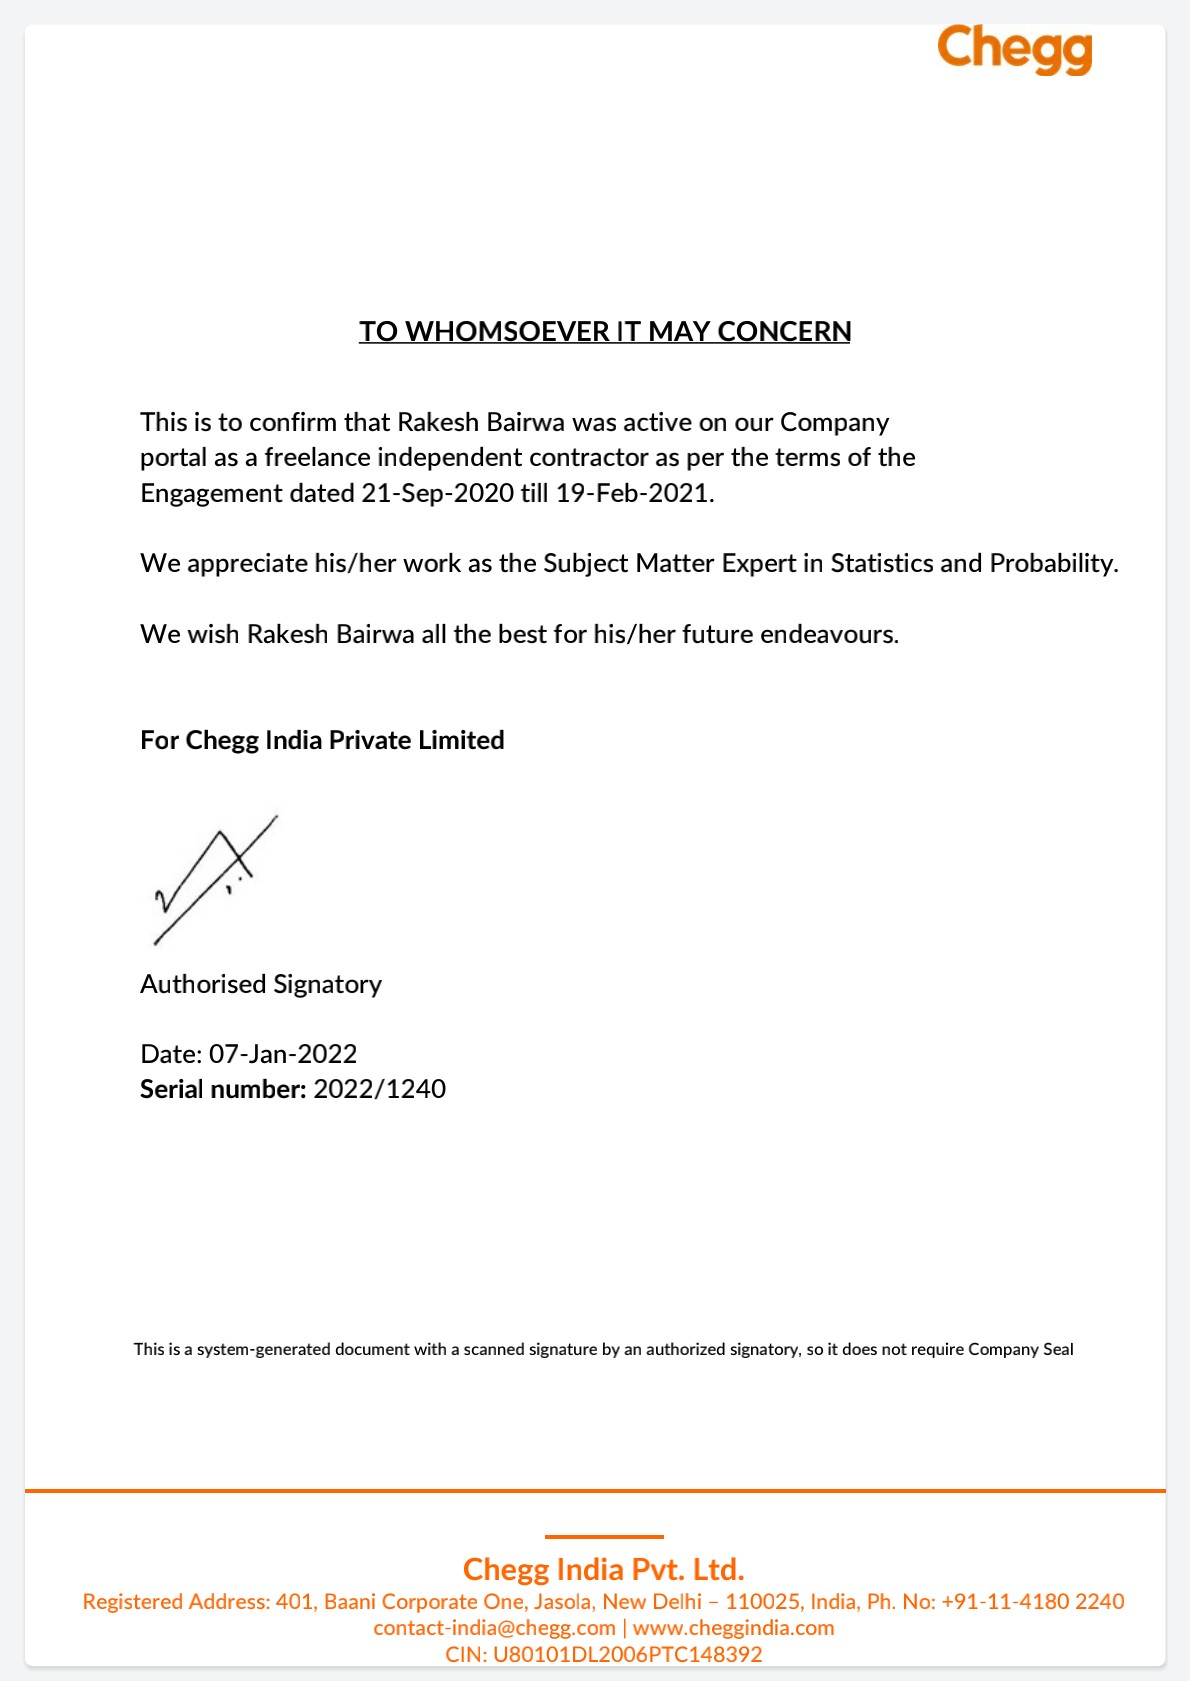 Chegg
TO WHOMSOEVER IT MAY CONCERN
This is to confirm that Rakesh Bairwa was active on our Company
portal as a freelance independent contractor as per the terms of the
Engagement dated 21-Sep-2020 till 19-Feb-2021.
We appreciate his/her work as the Subject Matter Expert in Statistics and Probability.
We wish Rakesh Bairwa all the best for his/her future endeavours.
For Chegg India Private Limited
Authorised Signatory
Date: 07-Jan-2022
Serial number: 2022/1240
This is a system-generated document with a scanned signature by an authorized signatory, so it does not require Company Seal
Chegg India Pvt. Ltd.
Registered Address: 401, Baani Corporate One, Jasola, New Delhi – 110025, India, Ph. No: +91-11-4180 2240
contact-india@chegg.com | www.cheggindia.com
CIN: U80101DL2006PTC148392